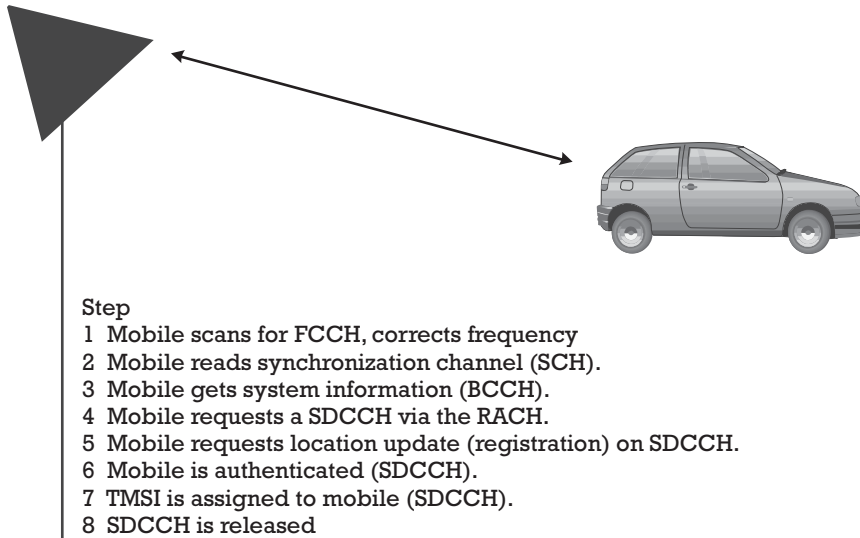 Step
1 Mobile scans for FCCH, corrects frequency
2 Mobile reads synchronization channel (SCH).
3 Mobile gets system information (BCCH).
4 Mobile requests a SDCCH via the RACH.
5 Mobile requests location update (registration) on SDCCH.
6 Mobile is authenticated (SDCCH).
7 TMSI is assigned to mobile (SDCCH).
8 SDCCH is released